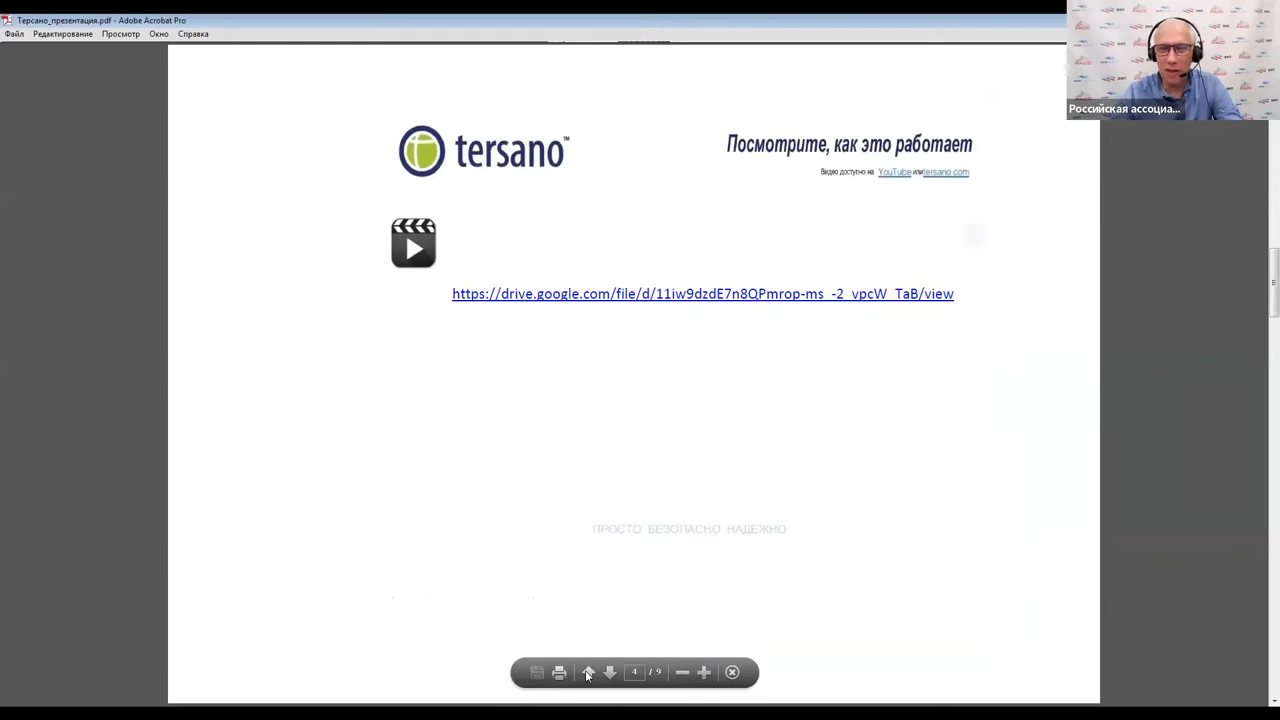 Терсано_презентация.pdf - Adobe Acrobat Pro
Файл Редактирование Просмотр Окно Справка
Российская ассоциа...
tersano™
Посмотрите, как это работает
Видео доступно на YouTube или tersano.com
https://drive.google.com/file/d/11iw9dzdE7n8QPmrop-ms_-2_vpcW_TaB/view
ПРОСТО БЕЗОПАСНО НАДЕЖНО
4 / 9